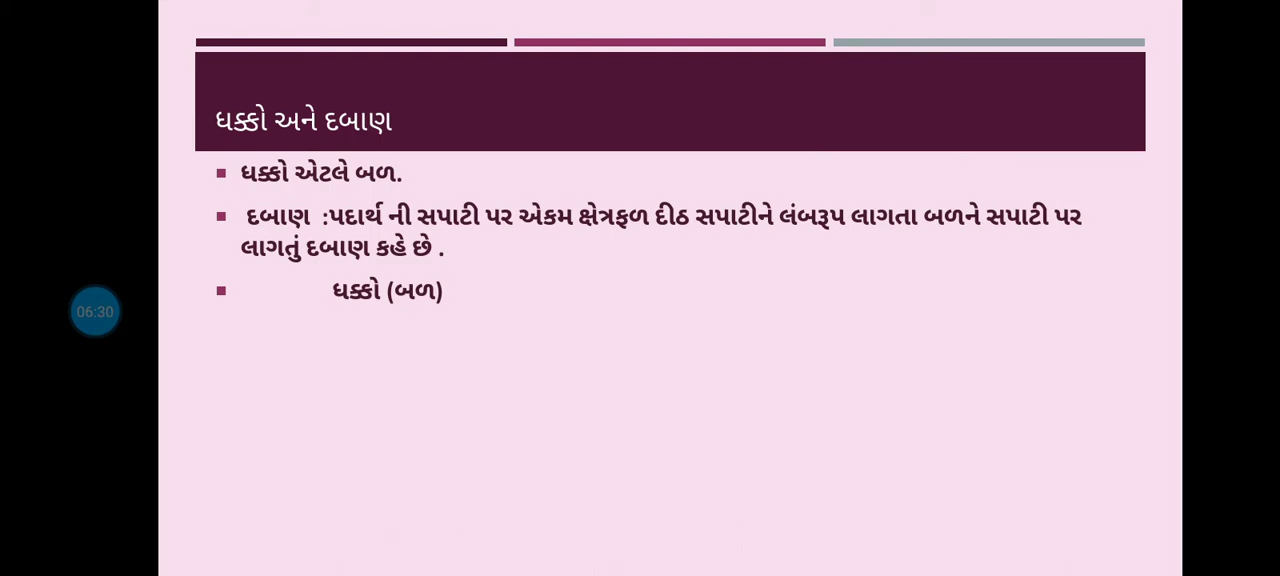 ધક્કો અને દબાણ
ધક્કો એટલે બળ.
દબાણ :પદાર્થ ની સપાટી પર એકમ ક્ષેત્રફળ દીઠ સપાટીને લંબરૂપ લાગતા બળને સપાટી પર
લાગતું દબાણ કહે છે .
ધક્કો (બળ)
06:30